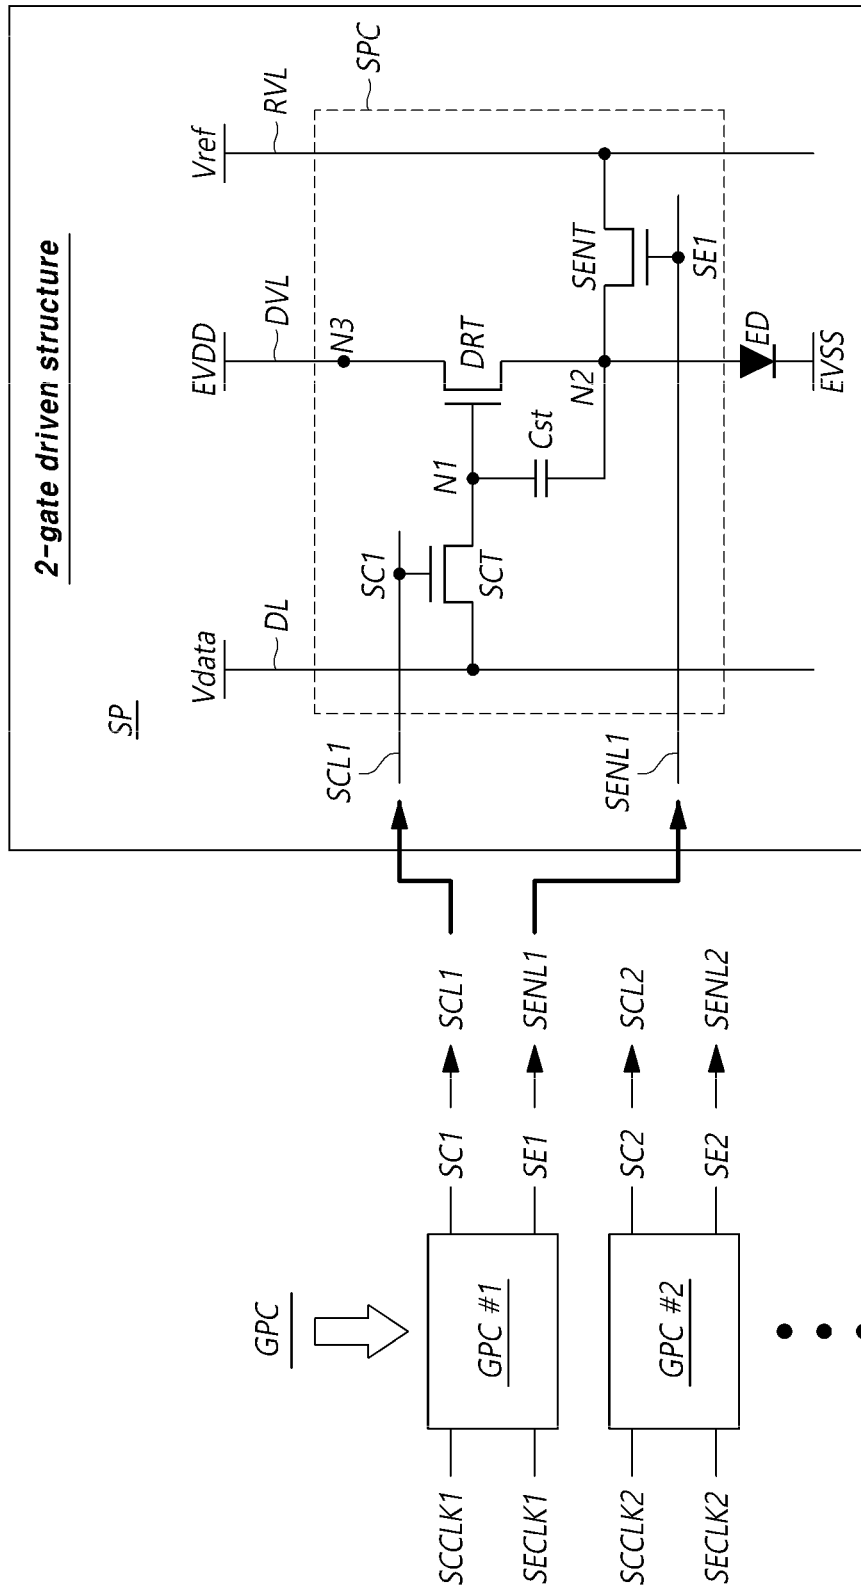 2-gate driven structure
SP
Vdata
EVDD
Vref
DL
DVL
RVL
SPC
N3
SCL1
SC1
N1
DRT
SCT
Cst
N2
SENT
SENL1
SE1
ED
EVSS
GPC
SCCLK1
GPC #1
SC1
SCL1
SECLK1
SE1
SENL1
SCCLK2
GPC #2
SC2
SCL2
SECLK2
SE2
SENL2